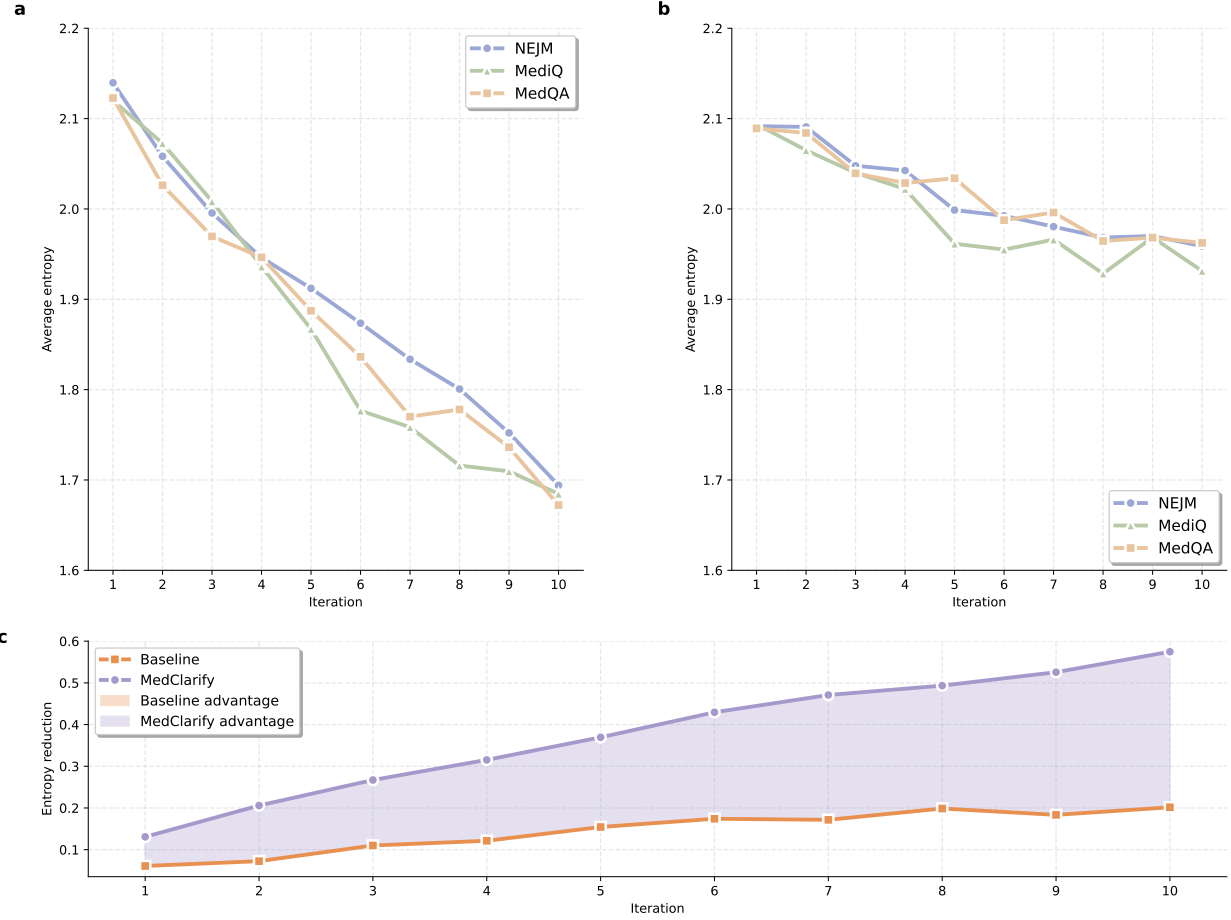 a
2.2
2.1
2.0
1.9
1.8
1.7
1.6
Average entropy
NEJM
MediQ
MedQA
1 2 3 4 5 6 7 8 9 10
Iteration
b
2.2
2.1
2.0
1.9
1.8
1.7
1.6
Average entropy
NEJM
MediQ
MedQA
1 2 3 4 5 6 7 8 9 10
Iteration
c
0.6
0.5
0.4
0.3
0.2
0.1
Entropy reduction
Baseline
MedClarify
Baseline advantage
MedClarify advantage
1 2 3 4 5 6 7 8 9 10
Iteration